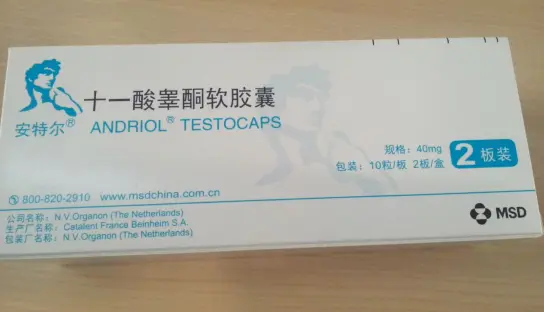 十一酸睾酮软胶囊
安特尔® ANDRIOL® TESTOCAPS
规格: 40mg
包装: 10粒/板 2板/盒
2板装
800-820-2910 www.msdchina.com.cn
公司名称: N.V.Organon (The Netherlands)
生产厂名称: Catalent France Beinheim S.A.
包装厂名称: N.V.Organon (The Netherlands)
MSD